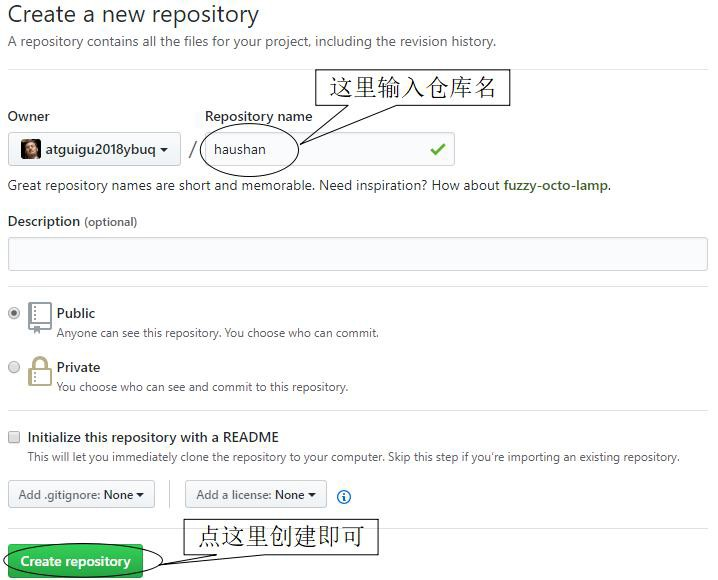 Create a new repository
A repository contains all the files for your project, including the revision history.
这里输入仓库名
Owner
Repository name
atguigu2018ybuq
/
haushan
Great repository names are short and memorable. Need inspiration? How about fuzzy-octo-lamp.
Description (optional)
Public
Anyone can see this repository. You choose who can commit.
Private
You choose who can see and commit to this repository.
Initialize this repository with a README
This will let you immediately clone the repository to your computer. Skip this step if you're importing an existing repository.
Add .gitignore: None
Add a license: None
点这里创建即可
Create repository